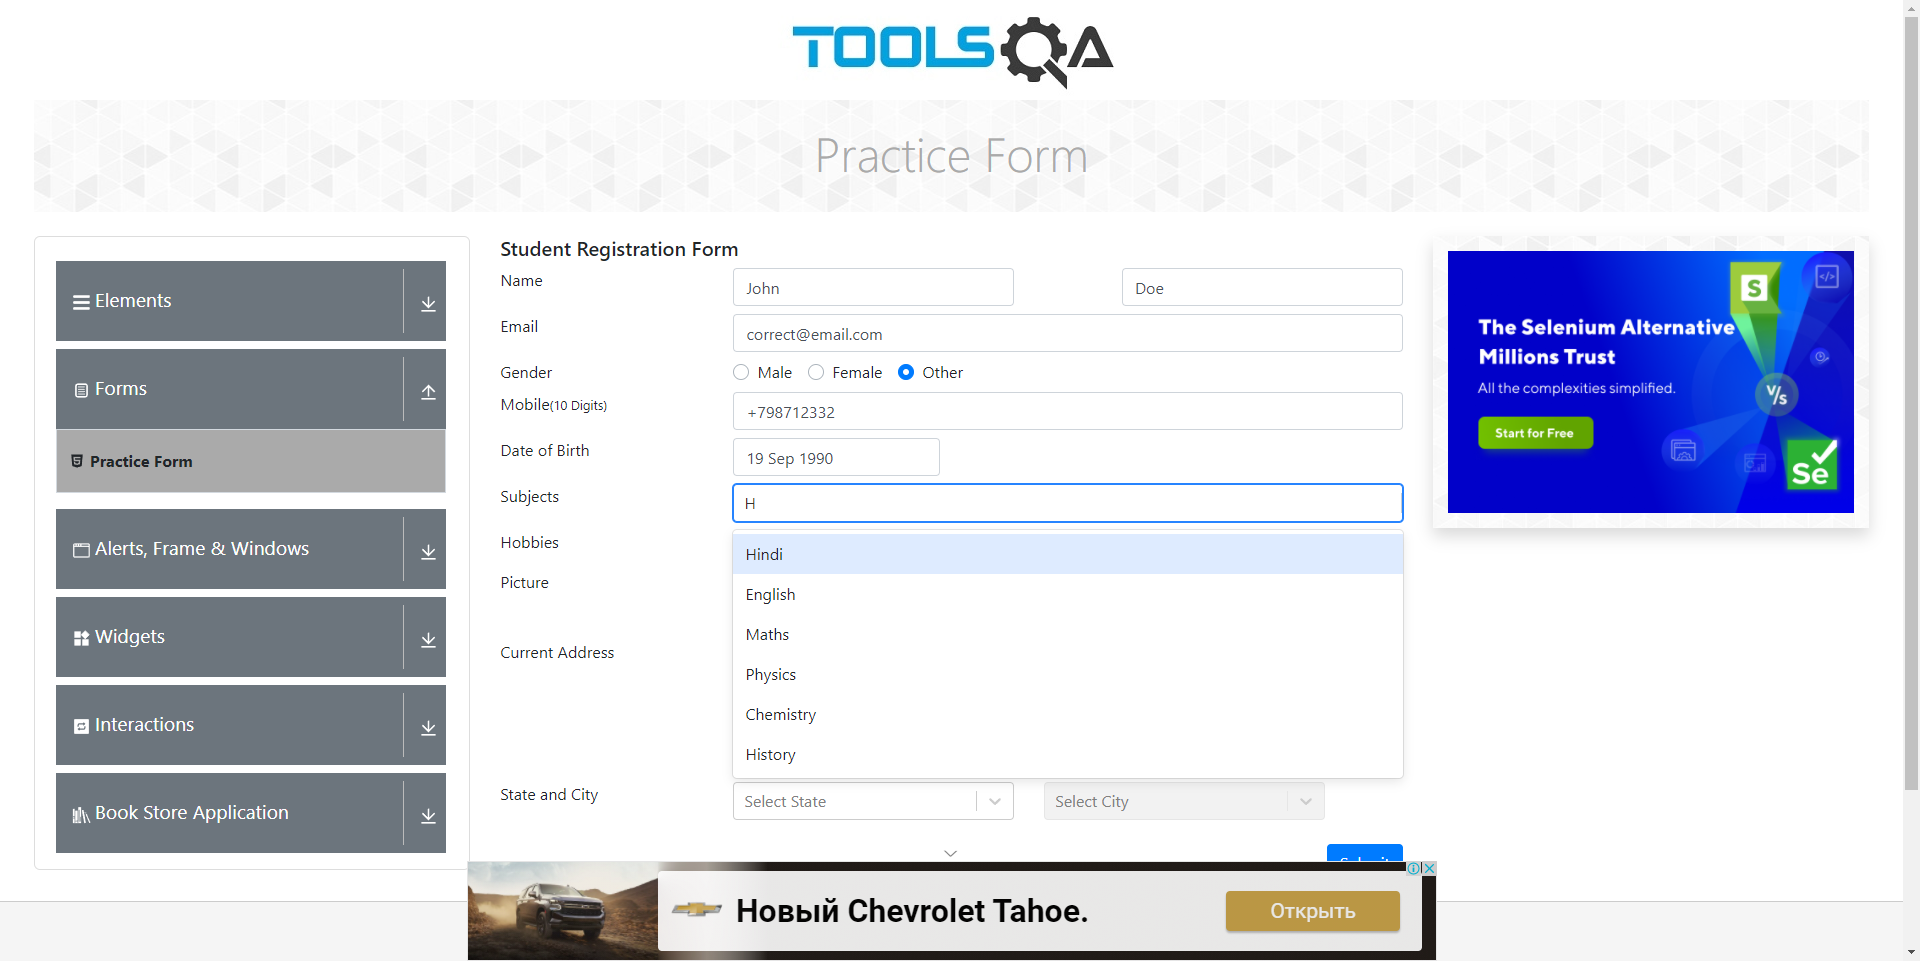 TOOLSQA
Practice Form
Elements
Forms
Practice Form
Alerts, Frame & Windows
Widgets
Interactions
Book Store Application
Student Registration Form
Name
John
Doe
Email
correct@email.com
Gender
Male
Female
Other
Mobile(10 Digits)
+798712332
Date of Birth
19 Sep 1990
Subjects
H
Hobbies
Hindi
English
Picture
Maths
Current Address
Physics
Chemistry
History
State and City
Select State
Select City
Submit
The Selenium Alternative
Millions Trust
All the complexities simplified.
Start for Free
S
V/s
Se
Новый Chevrolet Tahoe.
Открыть